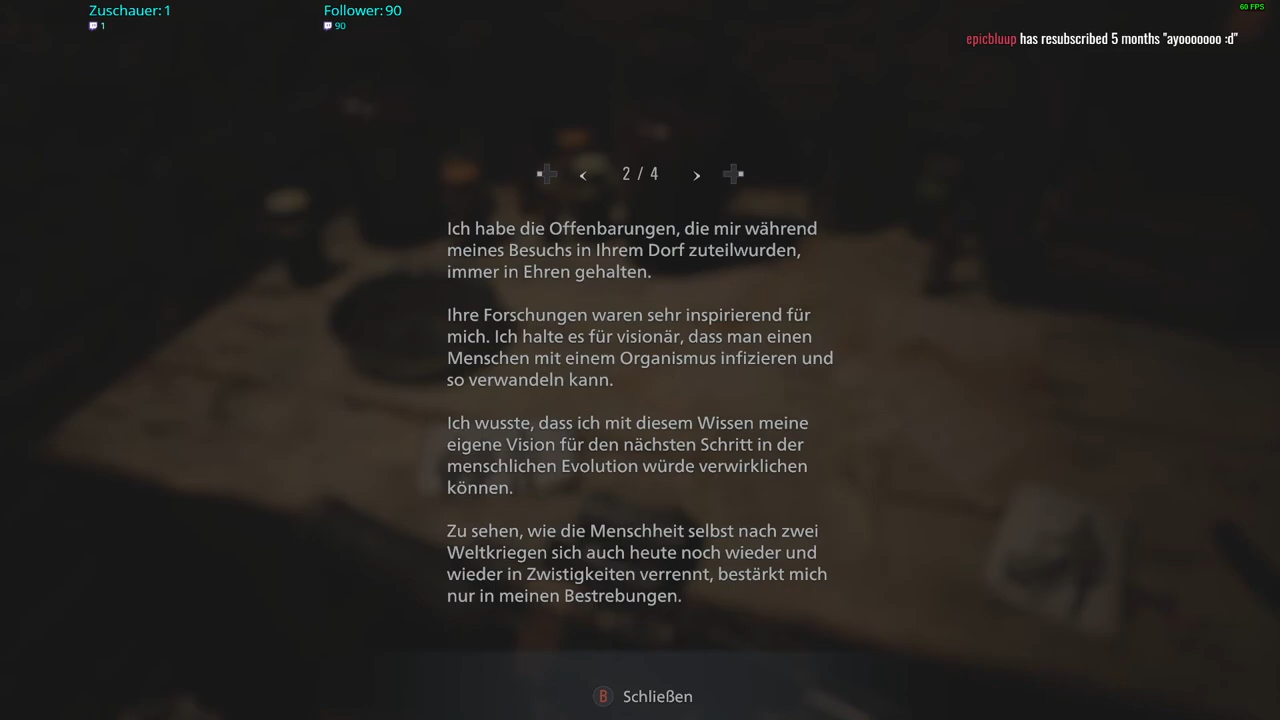 Zuschauer: 1
Follower: 90
60 FPS
1
90
epicbluup has resubscribed 5 months "ayooooooo :d"
2 / 4
Ich habe die Offenbarungen, die mir während
meines Besuchs in Ihrem Dorf zuteilwurden,
immer in Ehren gehalten.
Ihre Forschungen waren sehr inspirierend für
mich. Ich halte es für visionär, dass man einen
Menschen mit einem Organismus infizieren und
so verwandeln kann.
Ich wusste, dass ich mit diesem Wissen meine
eigene Vision für den nächsten Schritt in der
menschlichen Evolution würde verwirklichen
können.
Zu sehen, wie die Menschheit selbst nach zwei
Weltkriegen sich auch heute noch wieder und
wieder in Zwistigkeiten verrennt, bestärkt mich
nur in meinen Bestrebungen.
B Schließen